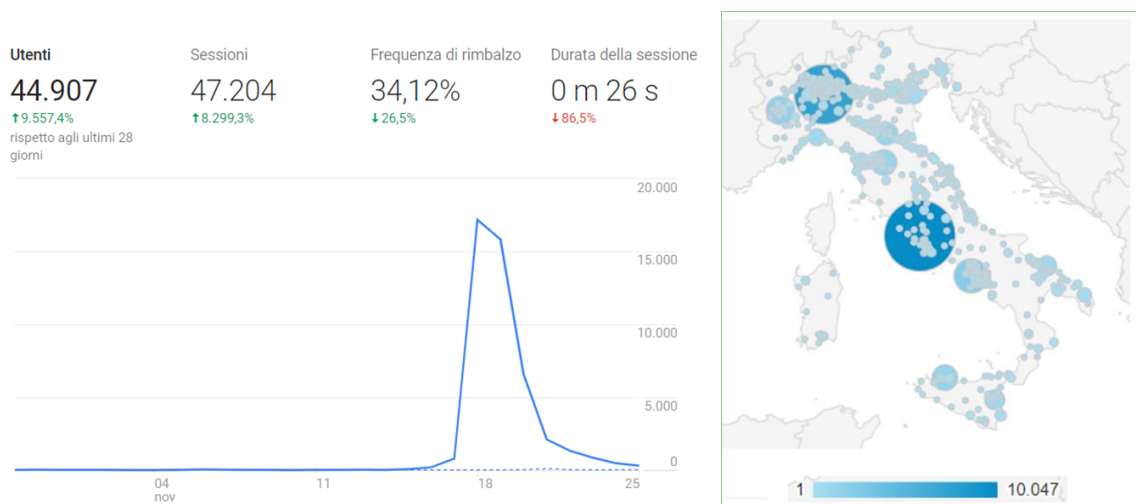 Utenti
44.907
↑9.557,4%
rispetto agli ultimi 28
giorni
Sessioni
47.204
↑8.299,3%
Frequenza di rimbalzo
34,12%
↓26,5%
Durata della sessione
0 m 26 s
↓86,5%
20.000
15.000
10.000
5.000
0
04
nov
11
18
25
1
10.047